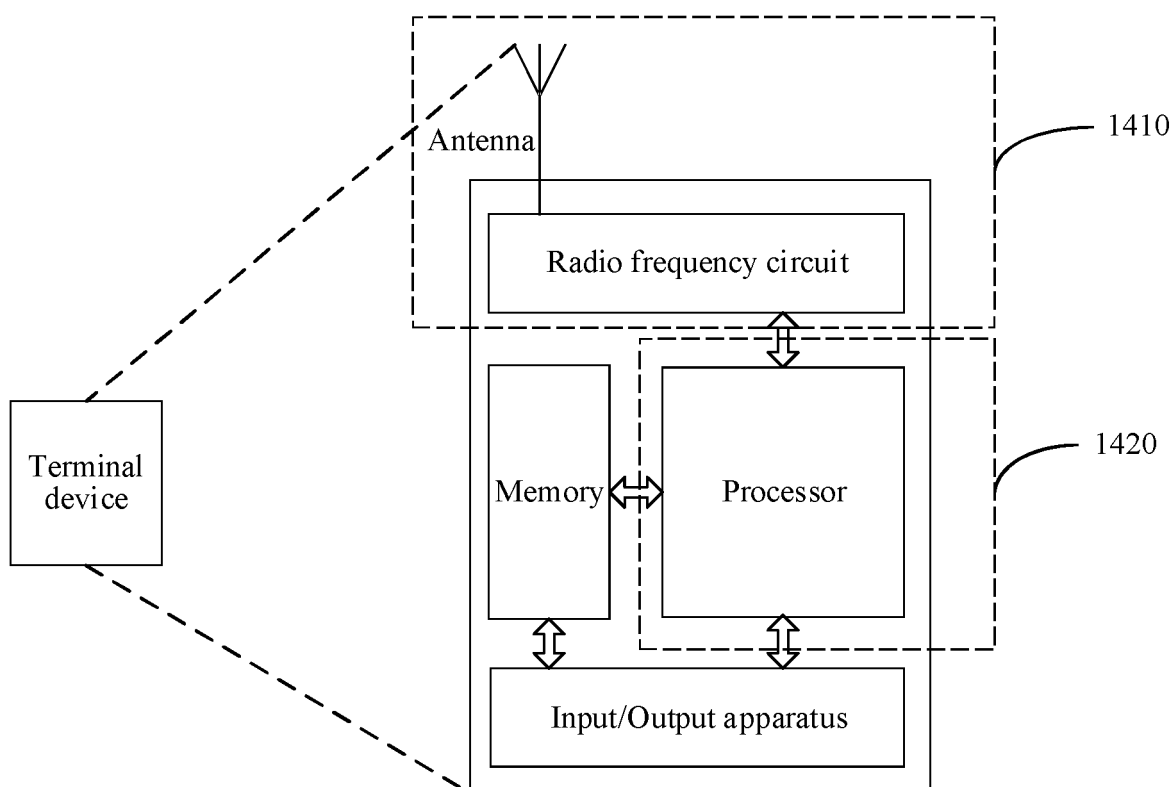 1410
Antenna
Radio frequency circuit
1420
Terminal
device
Memory
Processor
Input/Output apparatus